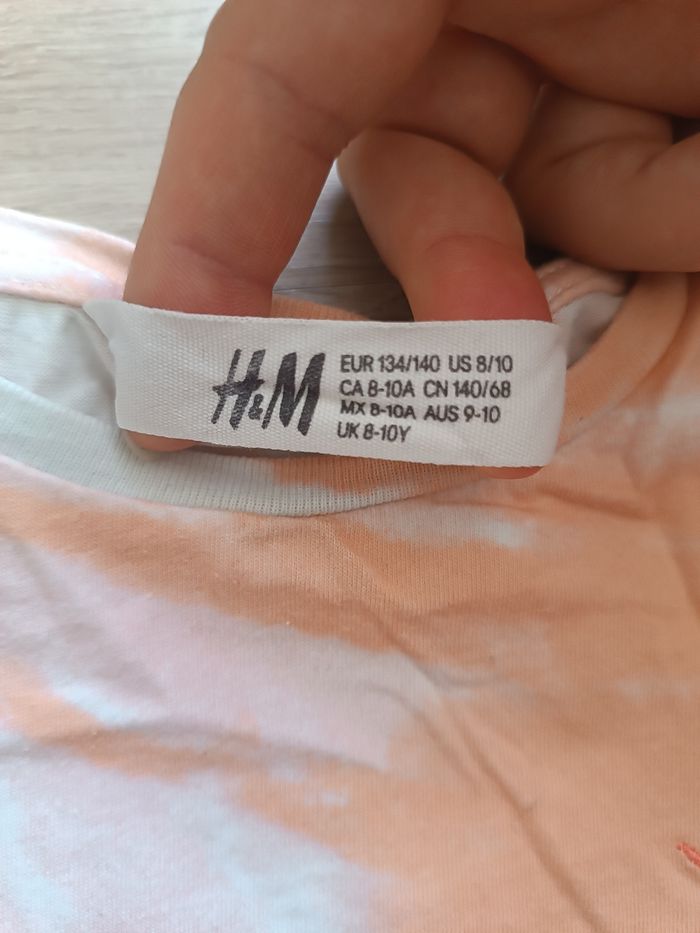 H&M
EUR 134/140 US 8/10
CA 8-10A CN 140/68
MX 8-10A AUS 9-10
UK 8-10Y